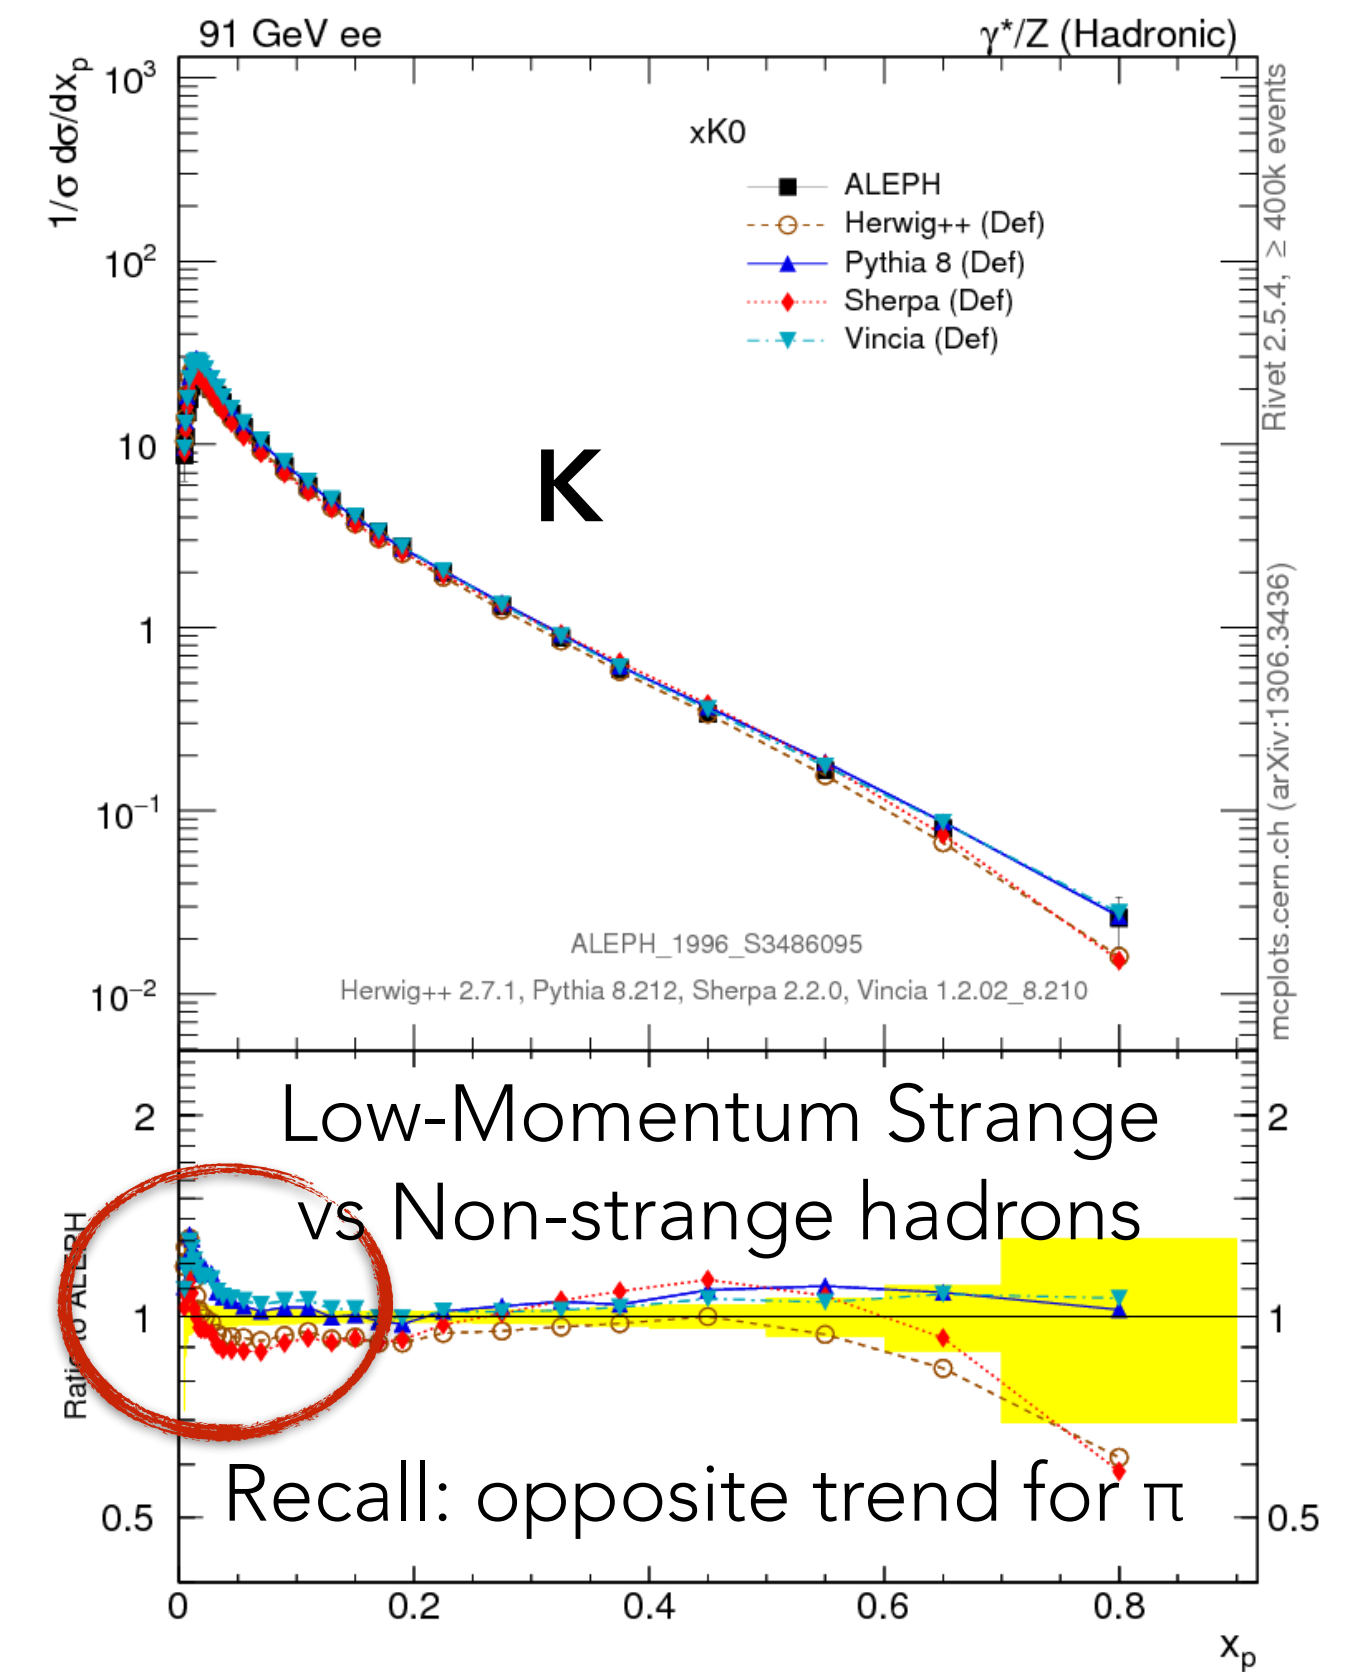 91 GeV ee
γ*/Z (Hadronic)
1/σ dσ/dxₚ
10³
10²
10
1
10⁻¹
10⁻²
xK0
ALEPH
Herwig++ (Def)
Pythia 8 (Def)
Sherpa (Def)
Vincia (Def)
K
ALEPH_1996_S3486095
Herwig++ 2.7.1, Pythia 8.212, Sherpa 2.2.0, Vincia 1.2.02_8.210
Rivet 2.5.4, ≥ 400k events
mcplots.cern.ch (arXiv:1306.3436)
Low-Momentum Strange
vs Non-strange hadrons
Ratio to ALEPH
2
1
0.5
2
1
0.5
Recall: opposite trend for π
0
0.2
0.4
0.6
0.8
xₚ